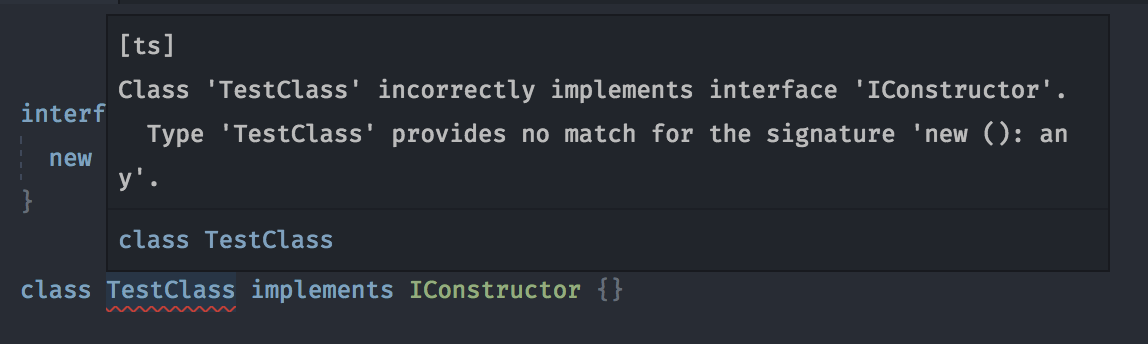 [ts]
Class 'TestClass' incorrectly implements interface 'IConstructor'.
Type 'TestClass' provides no match for the signature 'new (): an
y'.
class TestClass
interf
new
}
class TestClass implements IConstructor {}